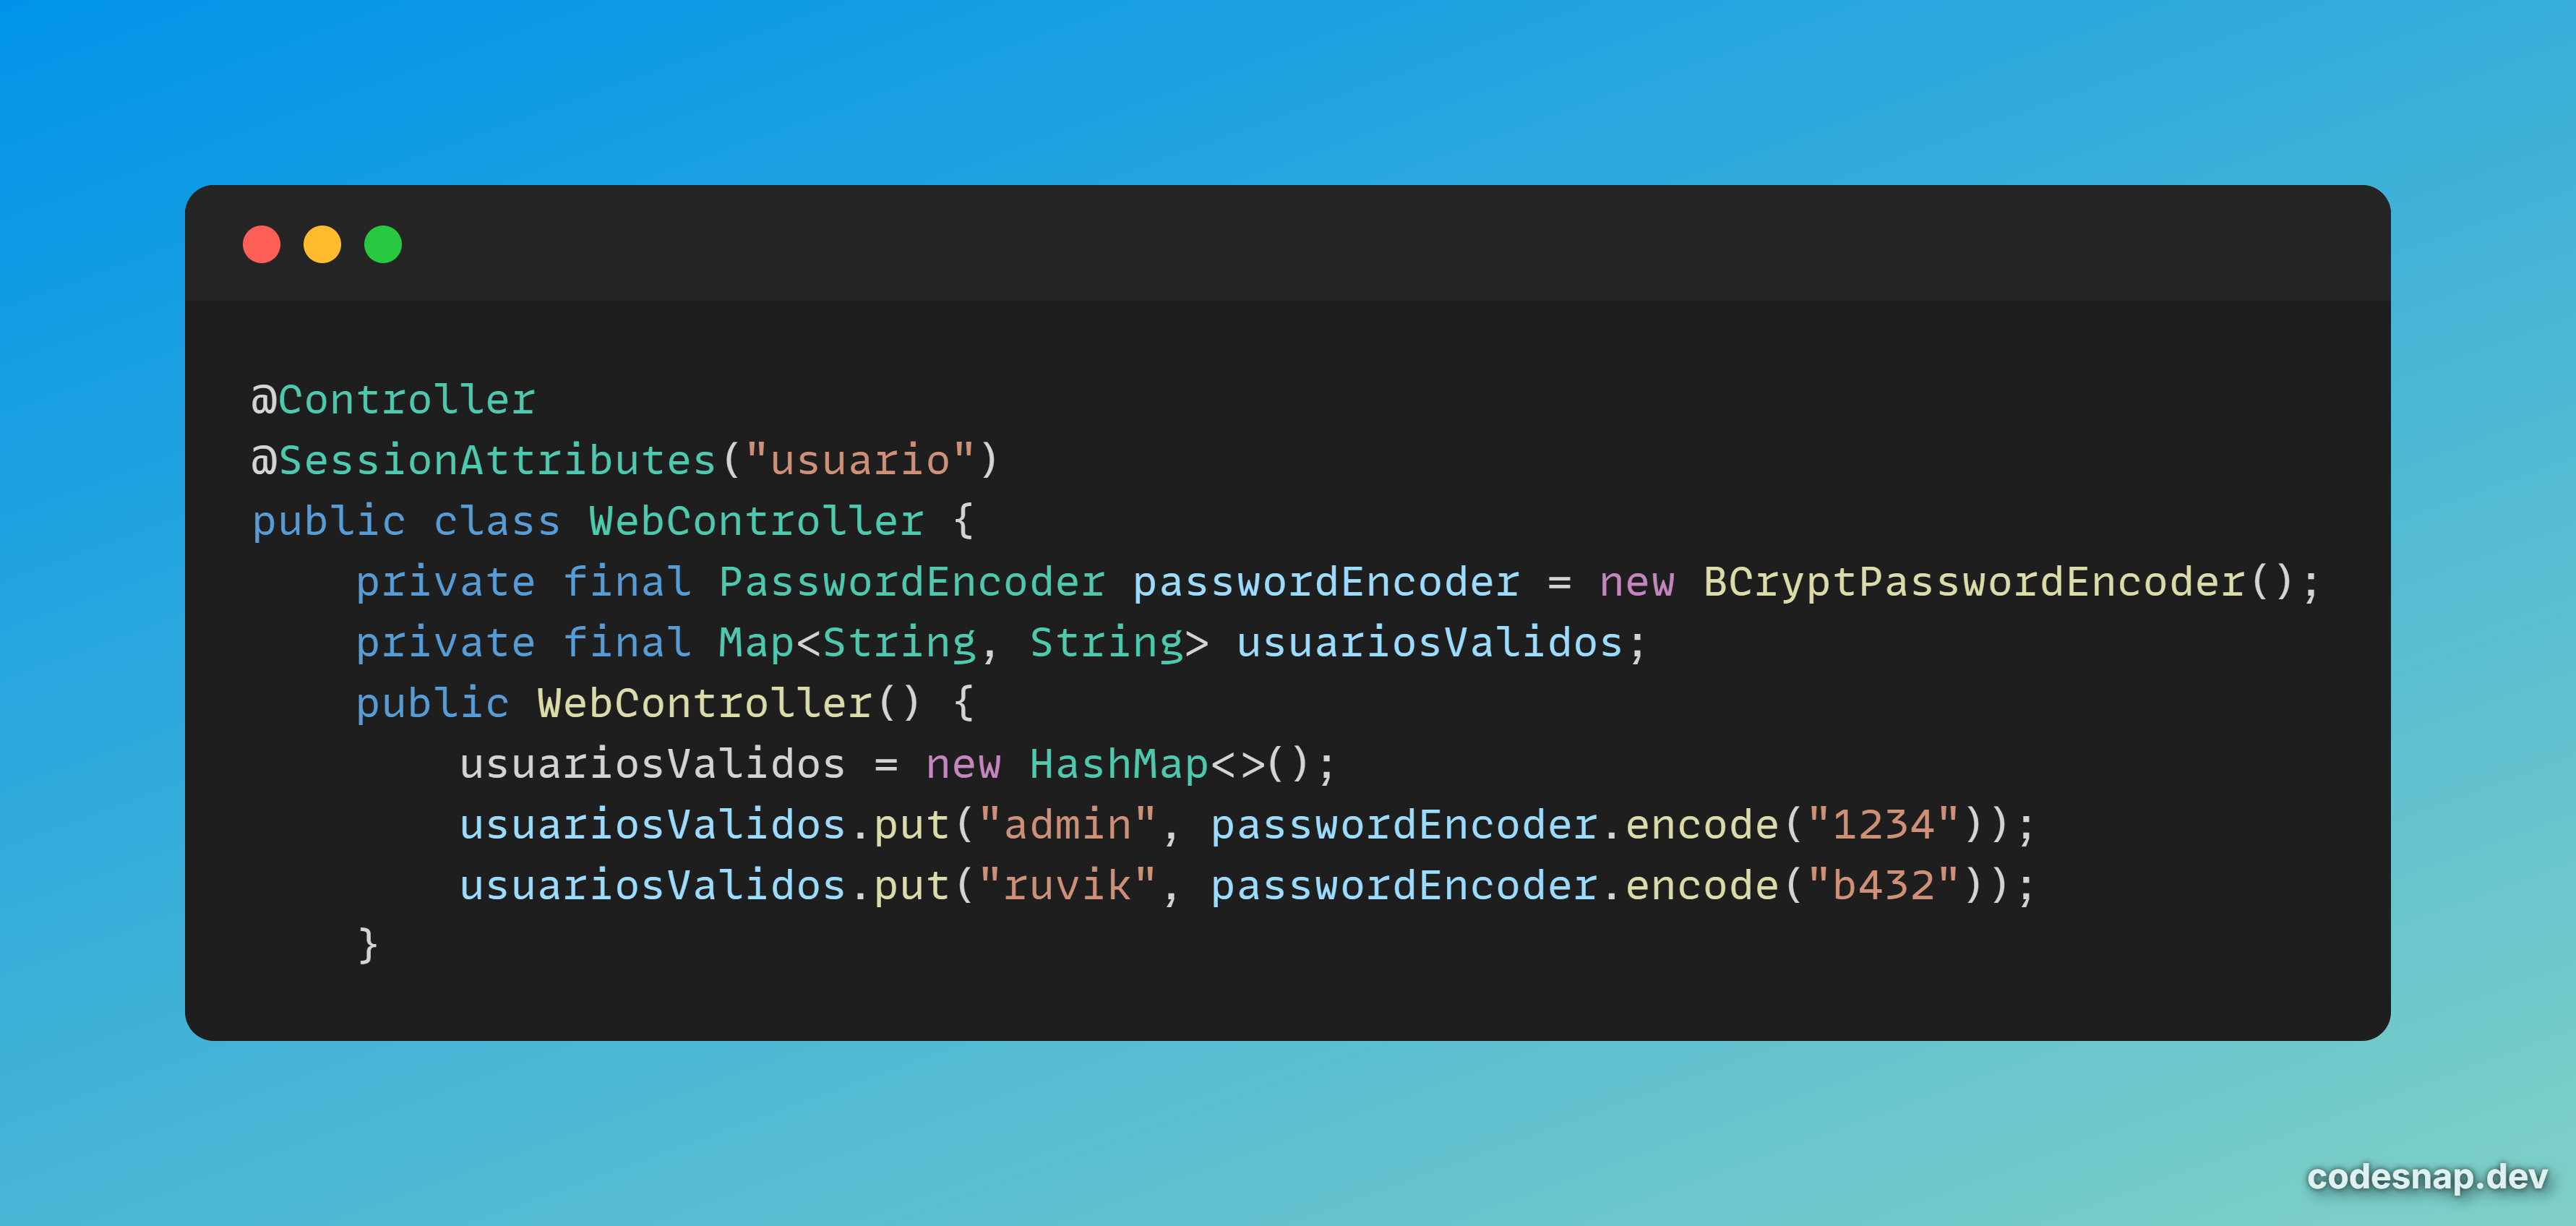 @Controller
@SessionAttributes("usuario")
public class WebController {
    private final PasswordEncoder passwordEncoder = new BCryptPasswordEncoder();
    private final Map<String, String> usuariosValidos;
    public WebController() {
        usuariosValidos = new HashMap<>();
        usuariosValidos.put("admin", passwordEncoder.encode("1234"));
        usuariosValidos.put("ruvik", passwordEncoder.encode("b432"));
    }
codesnap.dev